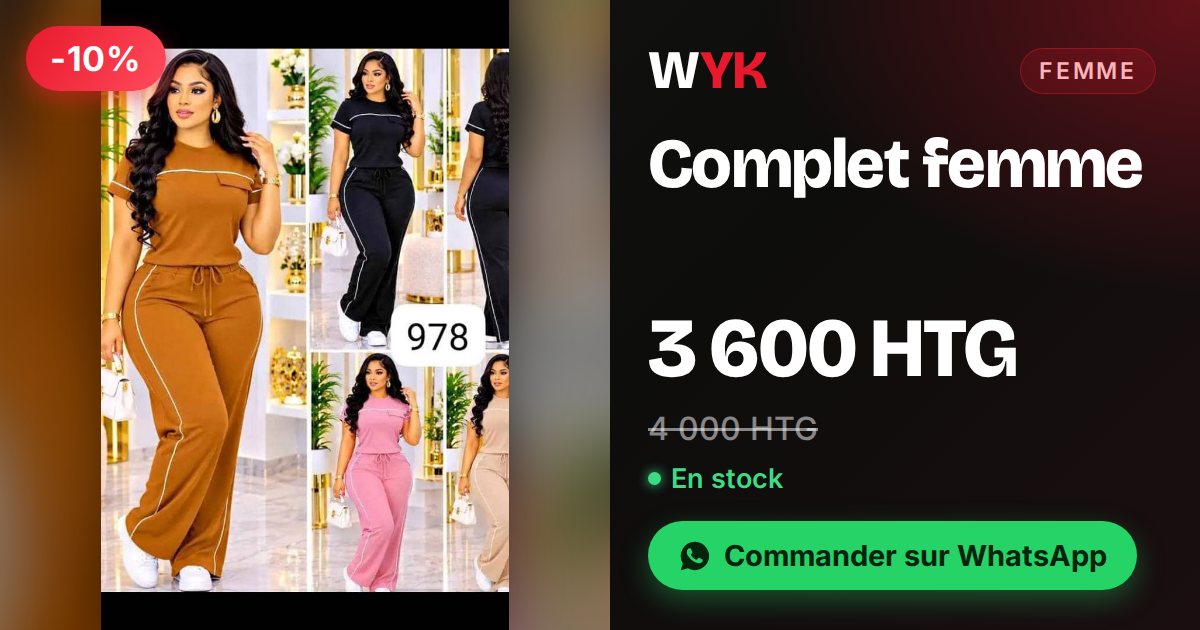 -10%
978
WYK
FEMME
Complet femme
3 600 HTG
4 000 HTG
En stock
Commander sur WhatsApp